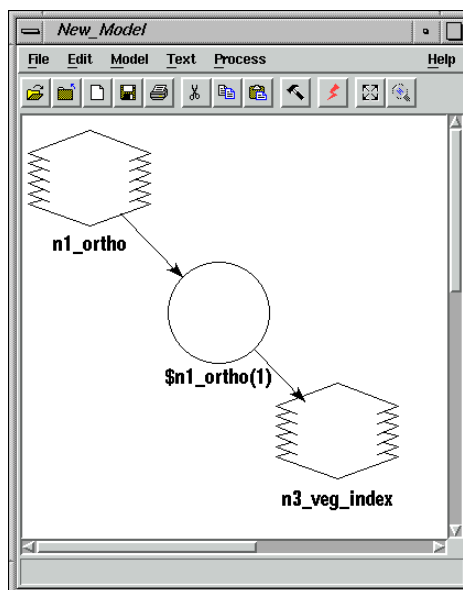 New_Model
File Edit Model Text Process Help
n1_ortho
$n1_ortho(1)
n3_veg_index